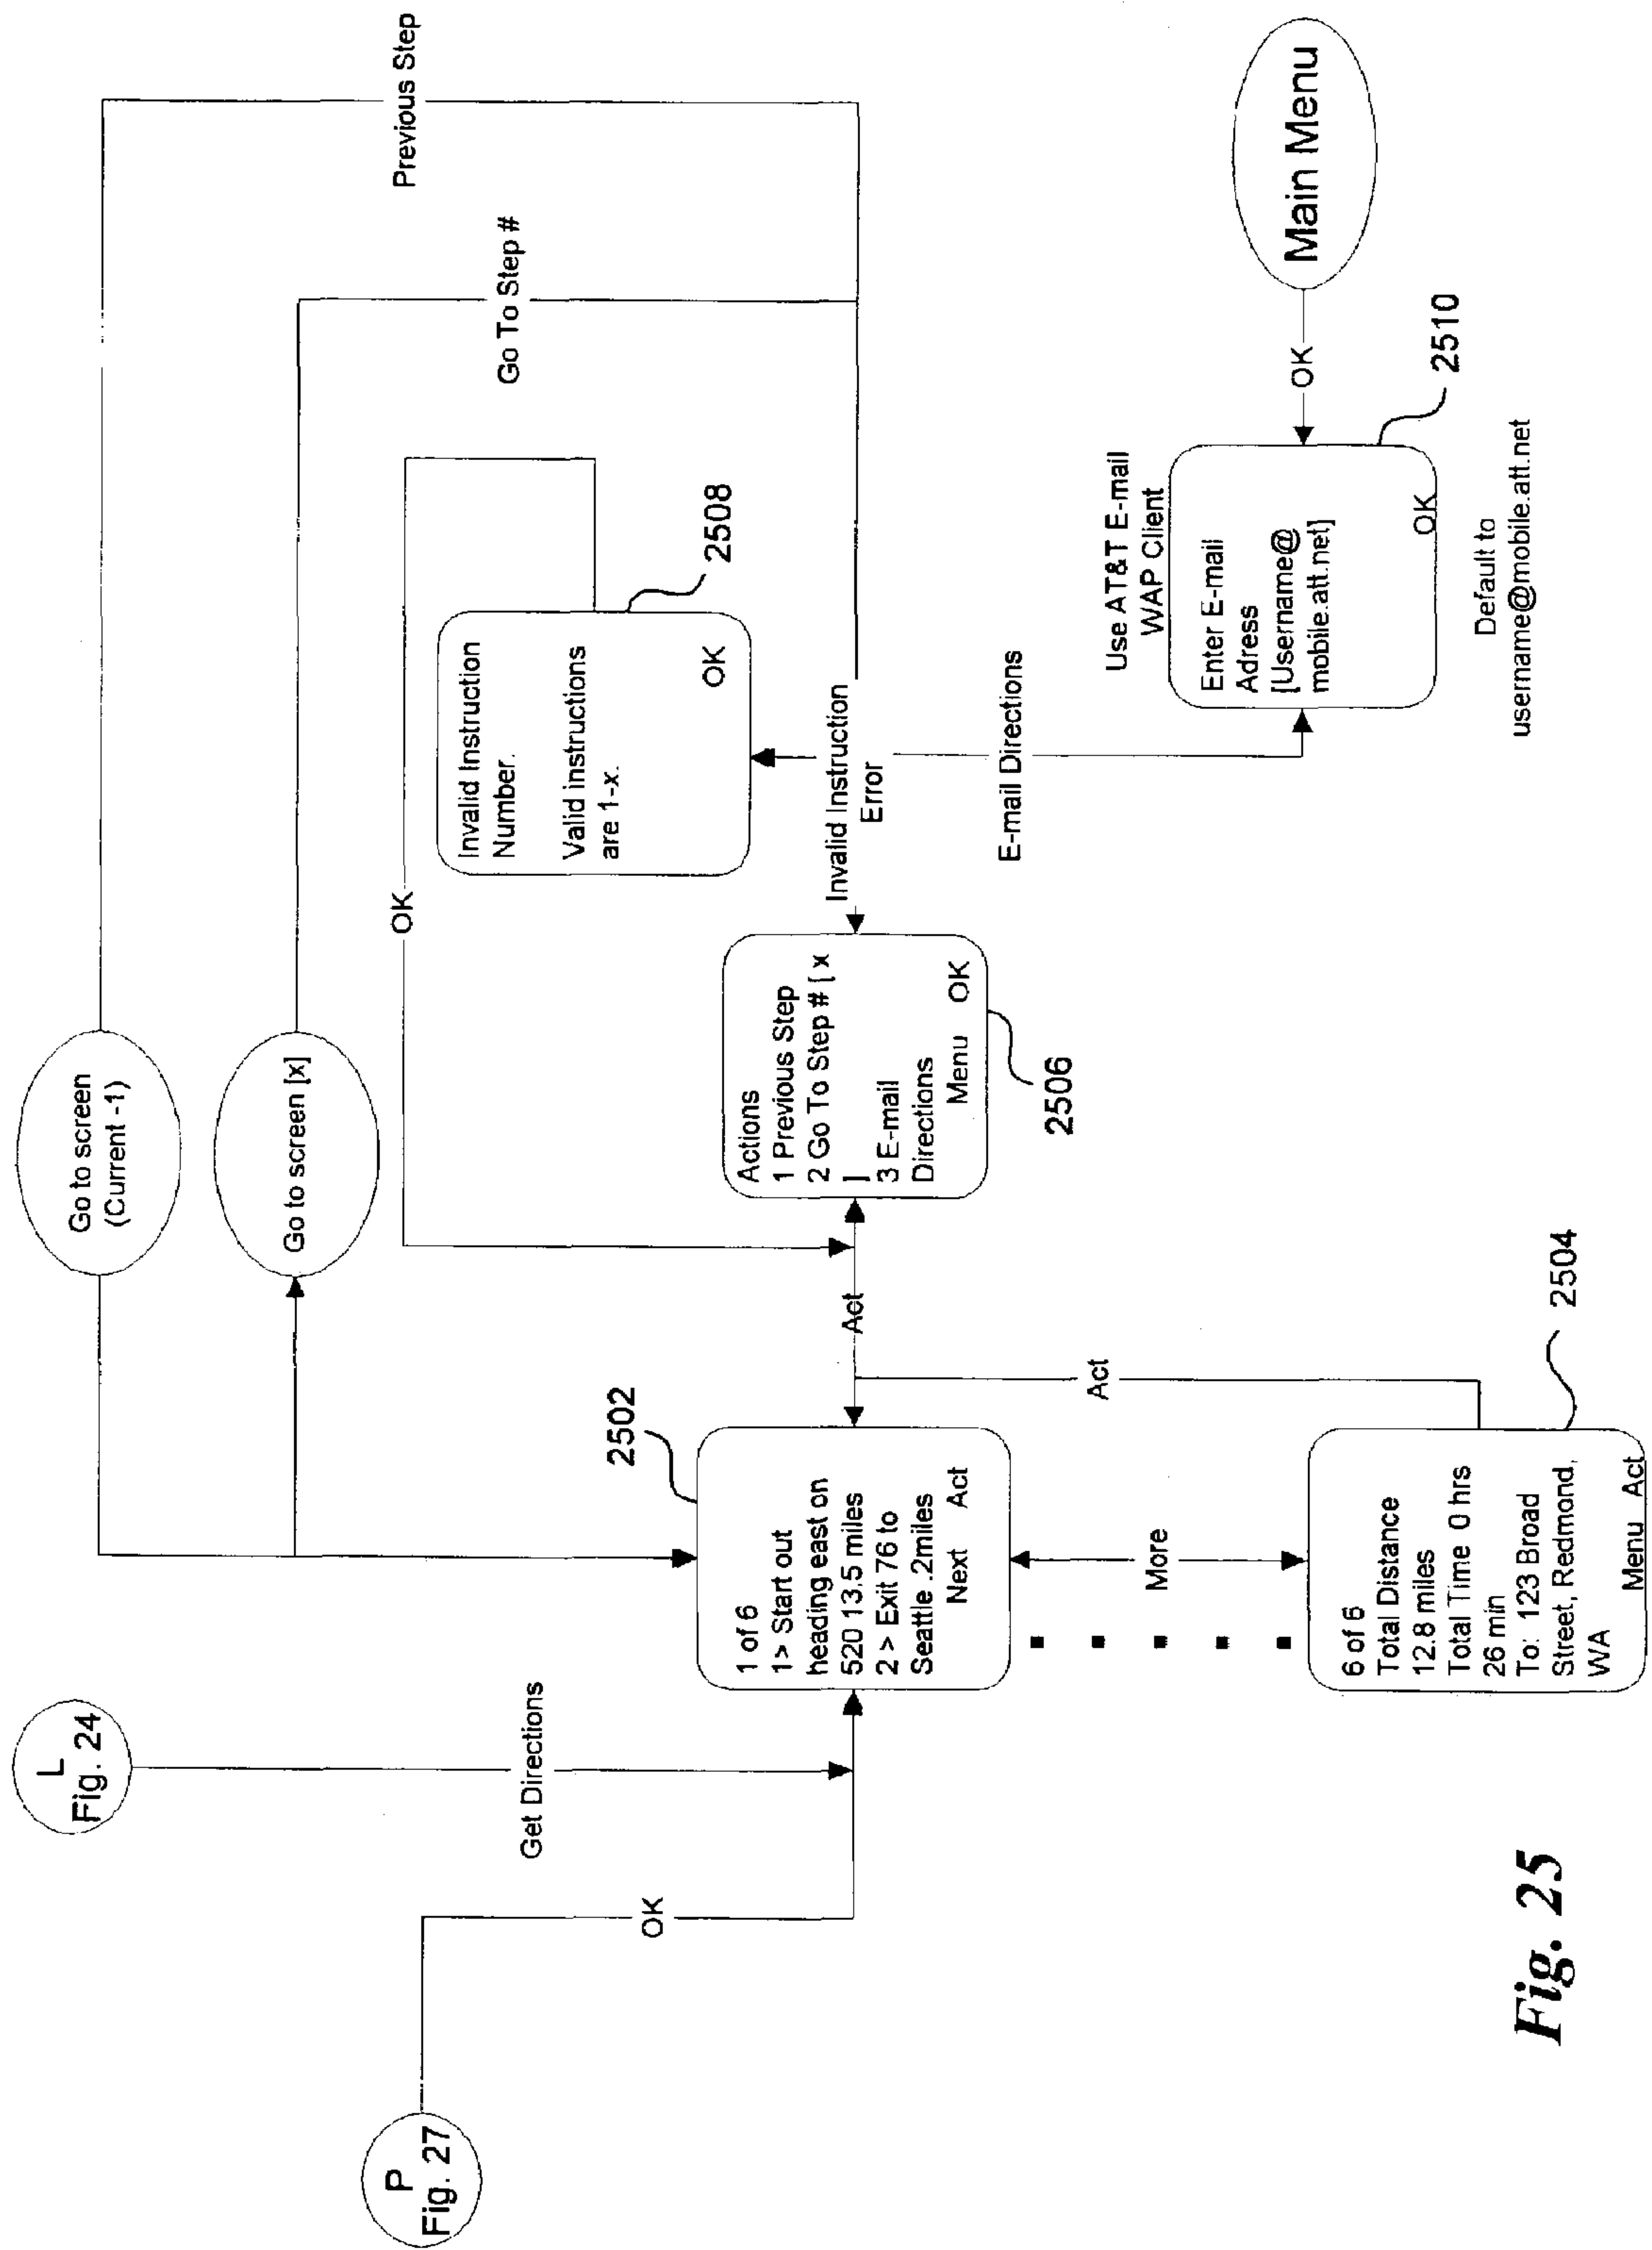 P
Fig. 27
OK
L
Fig. 24
Get Directions
Go to screen
(Current -1)
Go to screen [x]
Previous Step
Go To Step #
OK
2502
1 of 6
1> Start out
heading east on
520 13.5 miles
2 > Exit 76 to
Seattle .2miles
Next Act
More
2504
6 of 6
Total Distance
12.8 miles
Total Time 0 hrs
26 min
To: 123 Broad
Street, Redmond,
WA
Menu Act
Act
Act
Actions
1 Previous Step
2 Go To Step # [ x
]
3 E-mail
Directions
Menu OK
2506
Invalid Instruction
Number.
Valid instructions
are 1-x.
OK
2508
Invalid Instruction
Error
E-mail Directions
Use AT&T E-mail
WAP Client
Enter E-mail
Adress
[Username@
mobile.att.net]
OK
2510
Default to
username@mobile.att.net
OK
Main Menu
Fig. 25